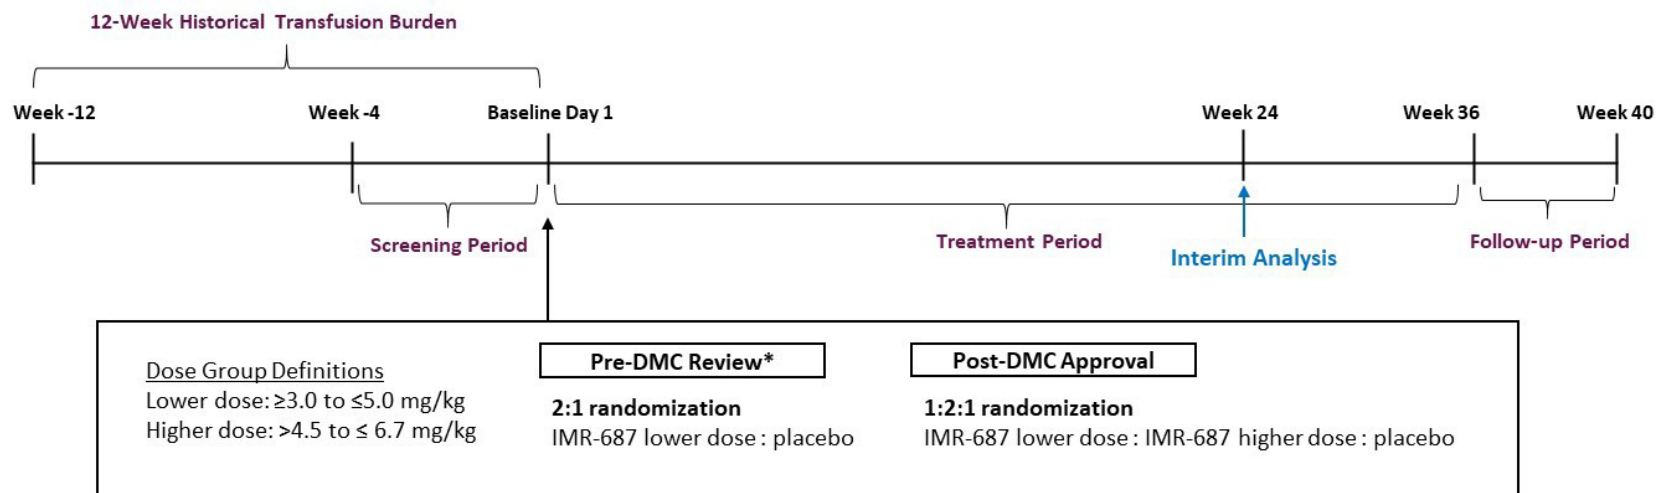 12-Week Historical Transfusion Burden
Week -12
Week -4
Baseline Day 1
Week 24
Week 36
Week 40
Screening Period
Treatment Period
Interim Analysis
Follow-up Period
Dose Group Definitions
Lower dose: ≥3.0 to ≤5.0 mg/kg
Higher dose: >4.5 to ≤ 6.7 mg/kg
Pre-DMC Review*
2:1 randomization
IMR-687 lower dose : placebo
Post-DMC Approval
1:2:1 randomization
IMR-687 lower dose : IMR-687 higher dose : placebo